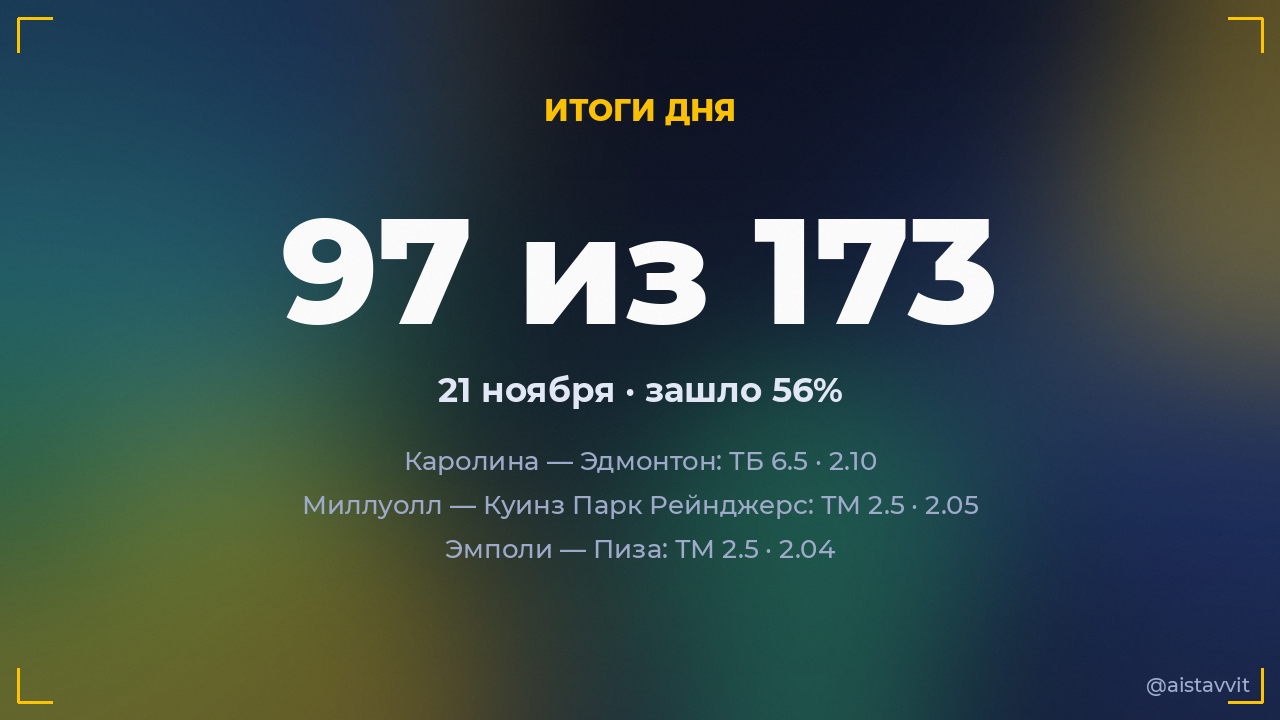 ИТОГИ ДНЯ
97 из 173
21 ноября · зашло 56%
Каролина — Эдмонтон: ТБ 6.5 · 2.10
Миллуолл — Куинз Парк Рейнджерс: ТМ 2.5 · 2.05
Эмполи — Пиза: ТМ 2.5 · 2.04
@aistavvit